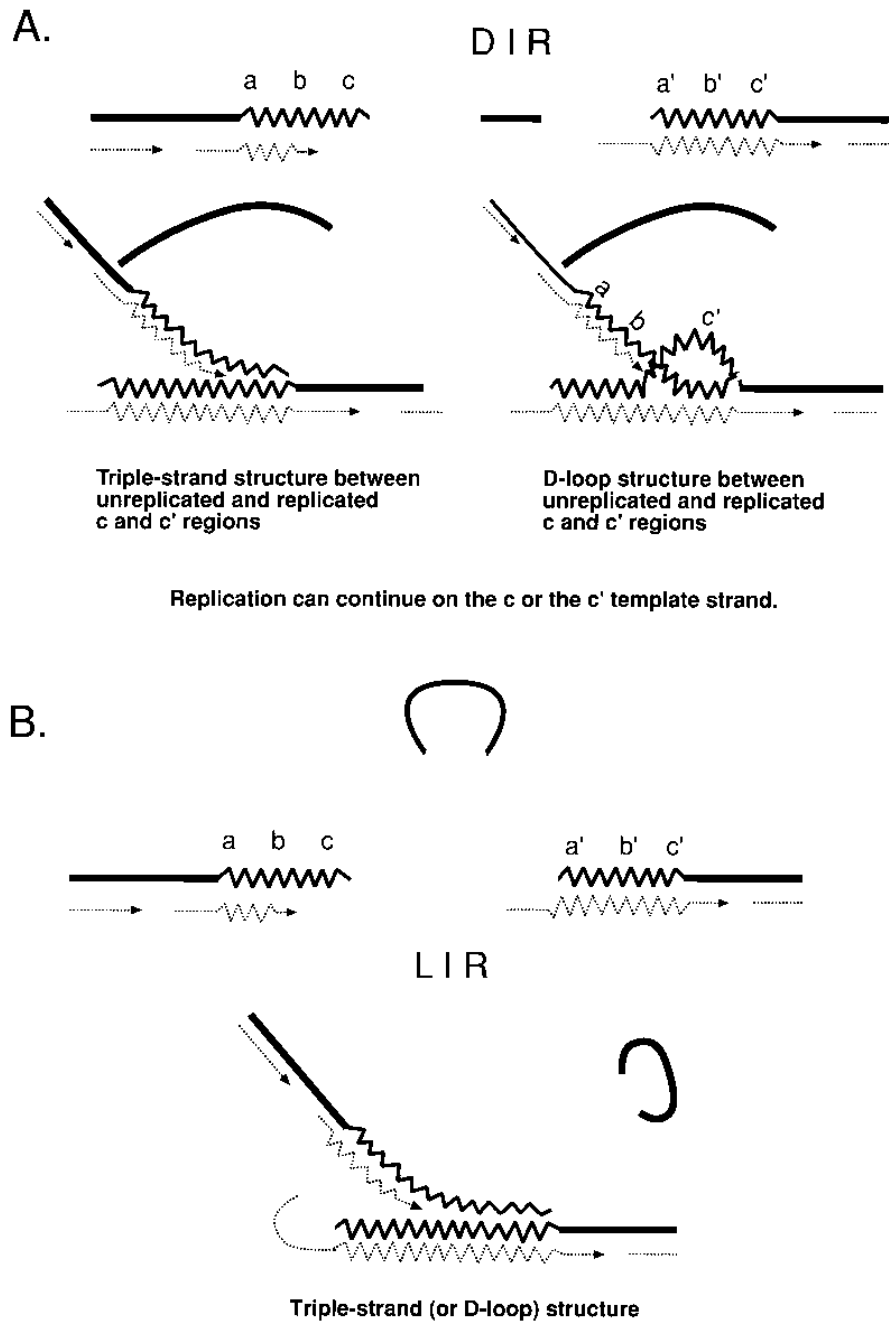 A.
D I R
a b c
a' b' c'
a
b
c'
Triple-strand structure between
unreplicated and replicated
c and c' regions
D-loop structure between
unreplicated and replicated
c and c' regions
Replication can continue on the c or the c' template strand.
B.
a b c
a' b' c'
L I R
Triple-strand (or D-loop) structure